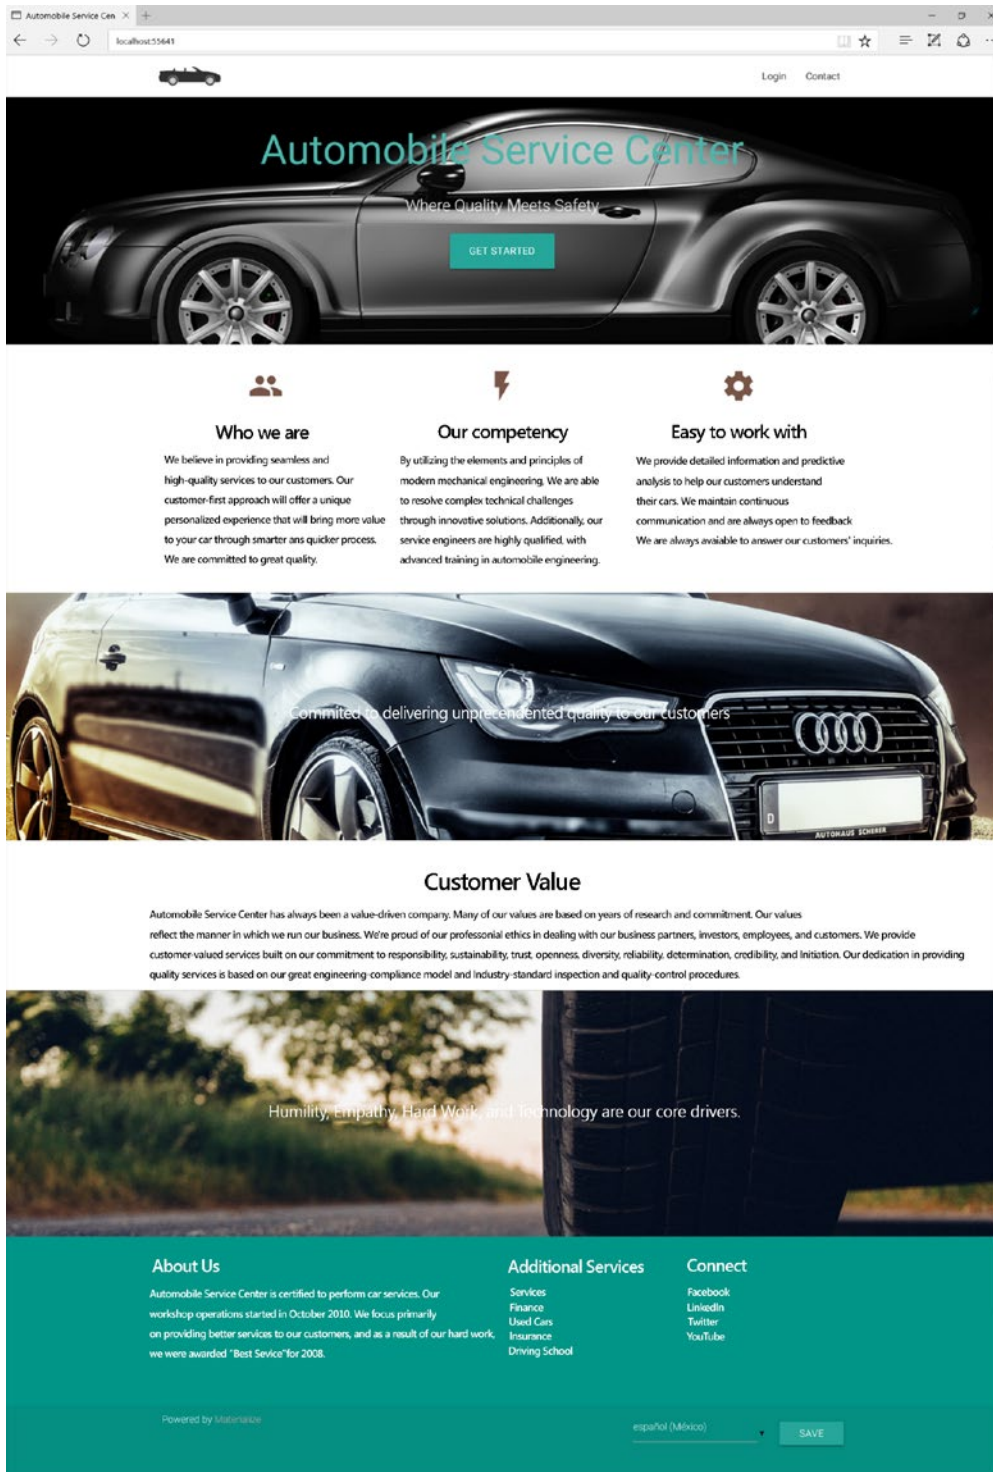 Automobile Service Cen
localhost:55641
Login Contact
Automobile Service Center
Where Quality Meets Safety
GET STARTED
Who we are
We believe in providing seamless and
high-quality services to our customers. Our
customer-first approach will offer a unique
personalized experience that will bring more value
to your car through smarter ans quicker process.
We are committed to great quality.
Our competency
By utilizing the elements and principles of
modern mechanical engineering, We are able
to resolve complex technical challenges
through innovative solutions. Additionally, our
service engineers are highly qualified, with
advanced training in automobile engineering.
Easy to work with
We provide detailed information and predictive
analysis to help our customers understand
their cars. We maintain continuous
communication and are always open to feedback
We are always avaiable to answer our customers' inquiries.
Commited to delivering unprecendented quality to our customers
D
AUTOHAUS SCHERER
Customer Value
Automobile Service Center has always been a value-driven company. Many of our values are based on years of research and commitment. Our values
reflect the manner in which we run our business. We're proud of our professonial ethics in dealing with our business partners, investors, employees, and customers. We provide
customer-valued services built on our commitment to responsibility, sustainability, trust, openness, diversity, reliability, determination, credibility, and Initiation. Our dedication in providing
quality services is based on our great engineering-compliance model and Industry-standard inspection and quality-control procedures.
Humility, Empathy, Hard Work, and Technology are our core drivers.
About Us
Automobile Service Center is certified to perform car services. Our
workshop operations started in October 2010. We focus primarily
on providing better services to our customers, and as a result of our hard work,
we were awarded "Best Sevice"for 2008.
Additional Services
Services
Finance
Used Cars
Insurance
Driving School
Connect
Facebook
LinkedIn
Twitter
YouTube
Powered by Materialize
español (México)
SAVE